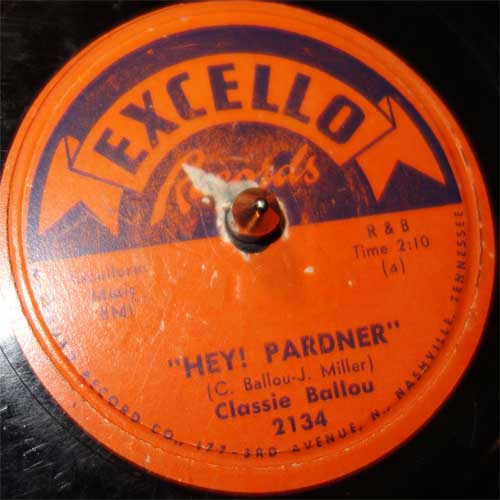 EXCELLO
Records
R & B
Time 2:10
(a)
Music
BMI
"HEY! PARDNER"
(C. Ballou-J. Miller)
Classie Ballou
2134
RECORD CO., 177-3RD AVENUE, N., NASHVILLE, TENNESSEE